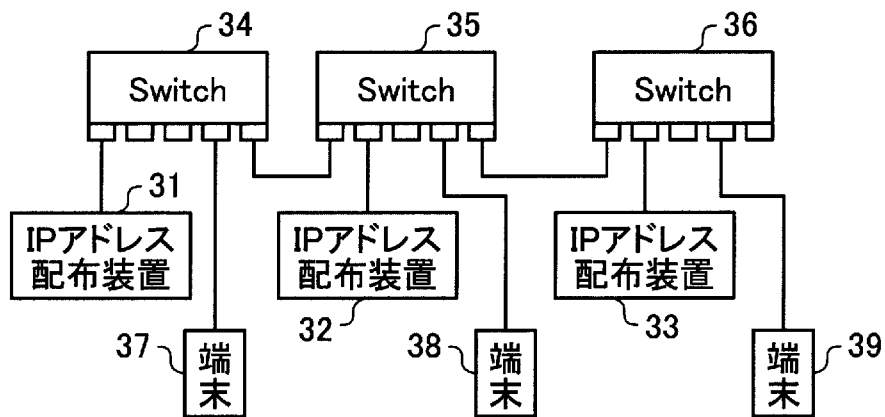 34
35
36
Switch
Switch
Switch
31
IPアドレス
配布装置
IPアドレス
配布装置
32
IPアドレス
配布装置
33
37
端末
38
端末
39
端末